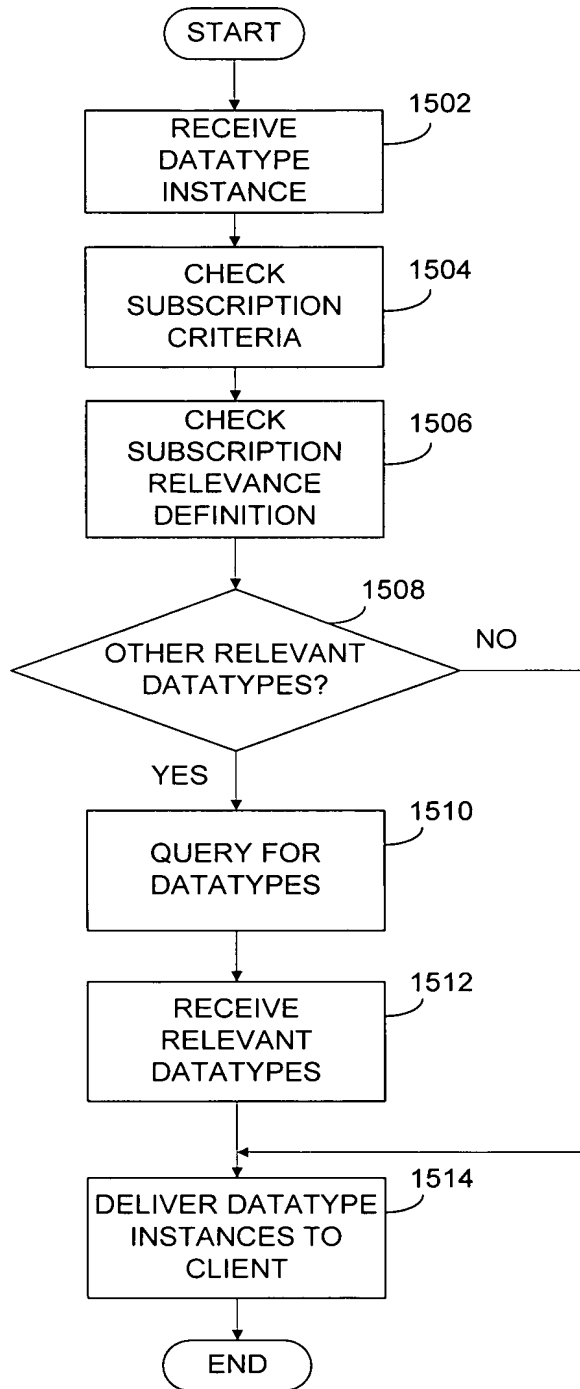 START
1502
RECEIVE
DATATYPE
INSTANCE
1504
CHECK
SUBSCRIPTION
CRITERIA
1506
CHECK
SUBSCRIPTION
RELEVANCE
DEFINITION
1508
OTHER RELEVANT
DATATYPES?
NO
YES
1510
QUERY FOR
DATATYPES
1512
RECEIVE
RELEVANT
DATATYPES
1514
DELIVER DATATYPE
INSTANCES TO
CLIENT
END